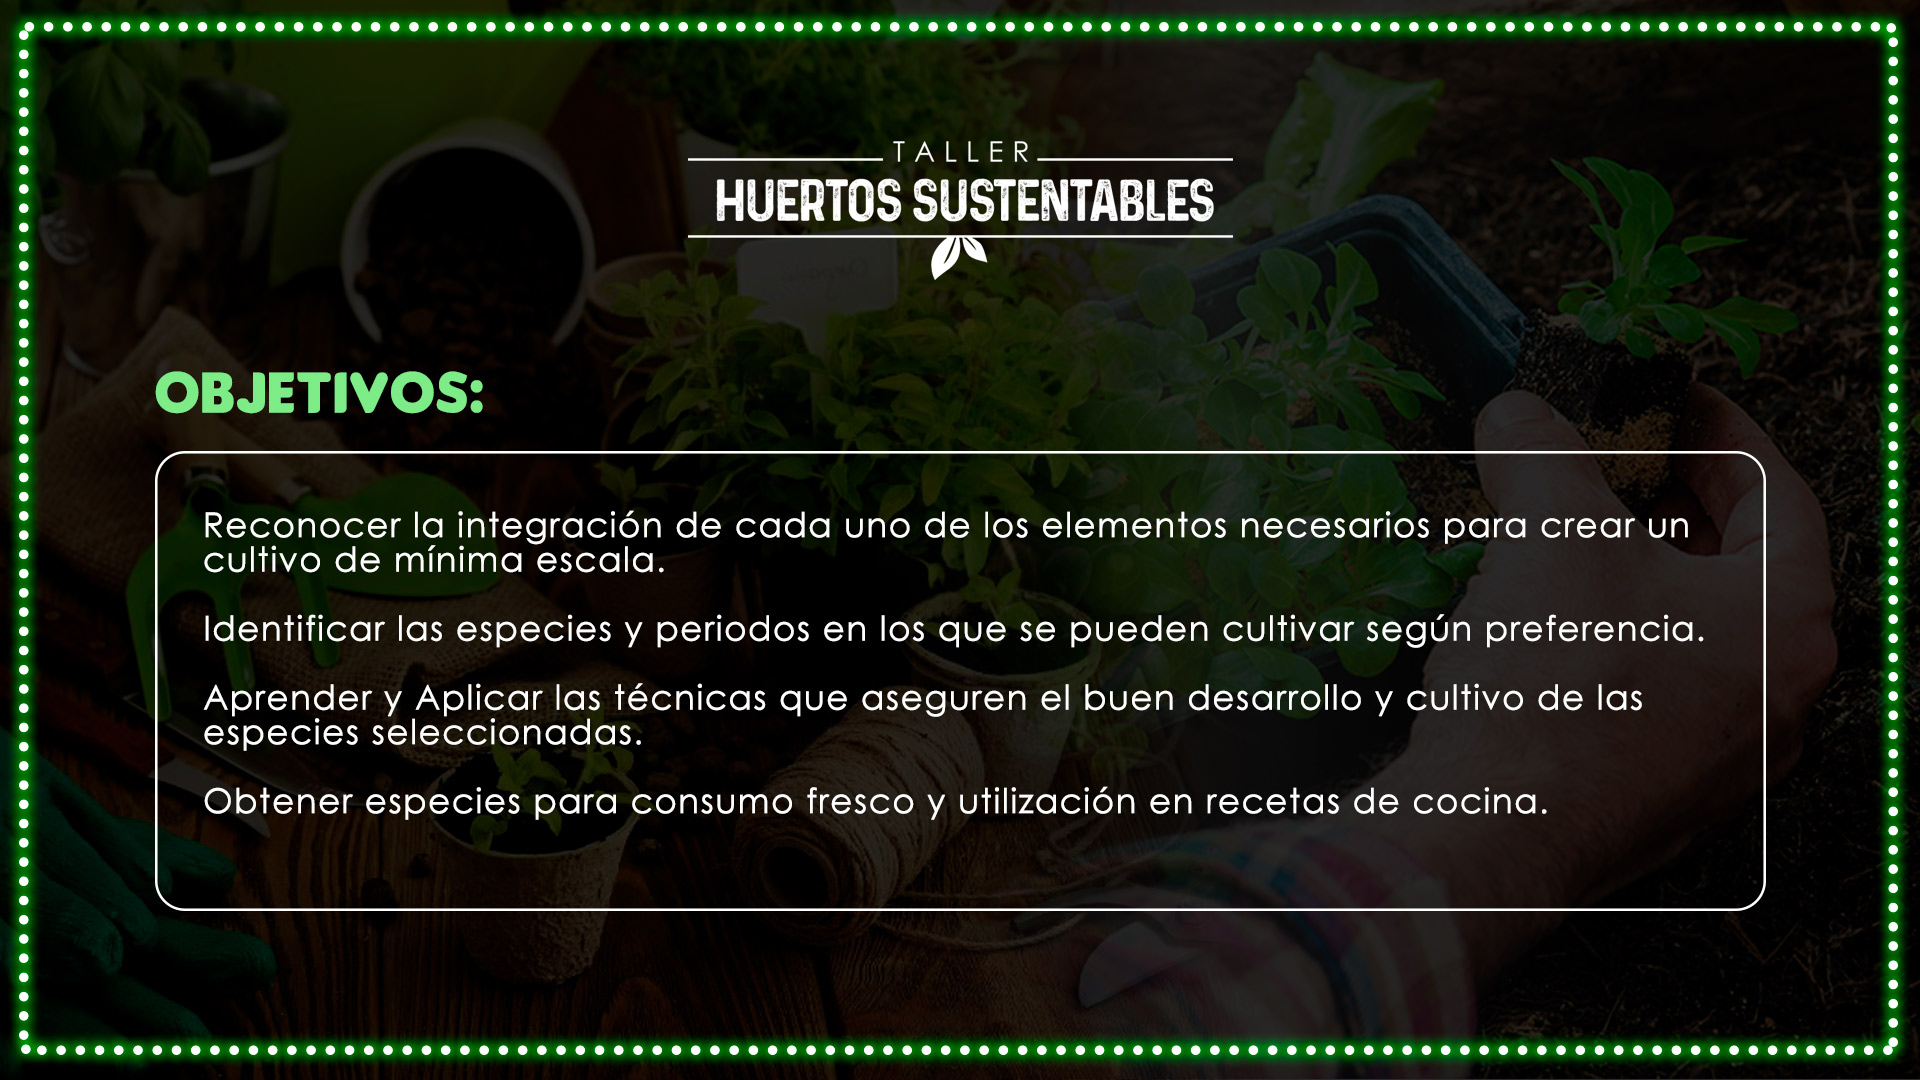 TALLER
HUERTOS SUSTENTABLES
OBJETIVOS:
Reconocer la integración de cada uno de los elementos necesarios para crear un
cultivo de mínima escala.
Identificar las especies y periodos en los que se pueden cultivar según preferencia.
Aprender y Aplicar las técnicas que aseguren el buen desarrollo y cultivo de las
especies seleccionadas.
Obtener especies para consumo fresco y utilización en recetas de cocina.